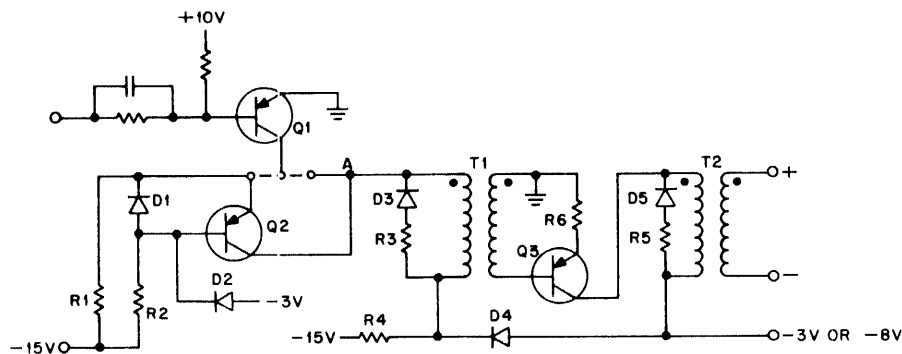 +10V
Q1
A
T1
T2
+
D1
D3
D5
Q2
R6
R3
Q3
R5
D2
-3V
R1
R2
R4
D4
-15V
-15V
-3V OR -8V
-